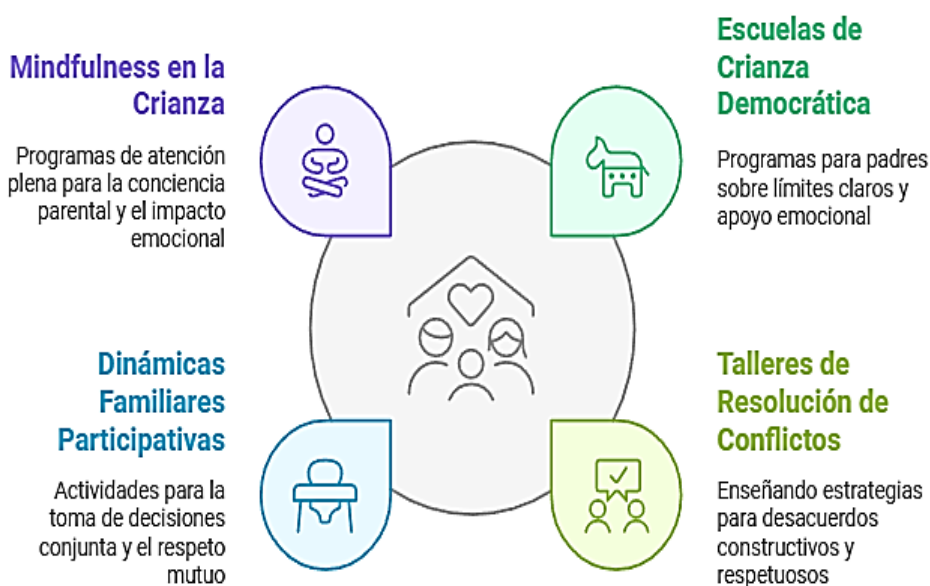 Mindfulness en la
Crianza
Programas de atención
plena para la conciencia
parental y el impacto
emocional
Escuelas de
Crianza
Democrática
Programas para padres
sobre límites claros y
apoyo emocional
Dinámicas
Familiares
Participativas
Actividades para la
toma de decisiones
conjunta y el respeto
mutuo
Talleres de
Resolución de
Conflictos
Enseñando estrategias
para desacuerdos
constructivos y
respetuosos